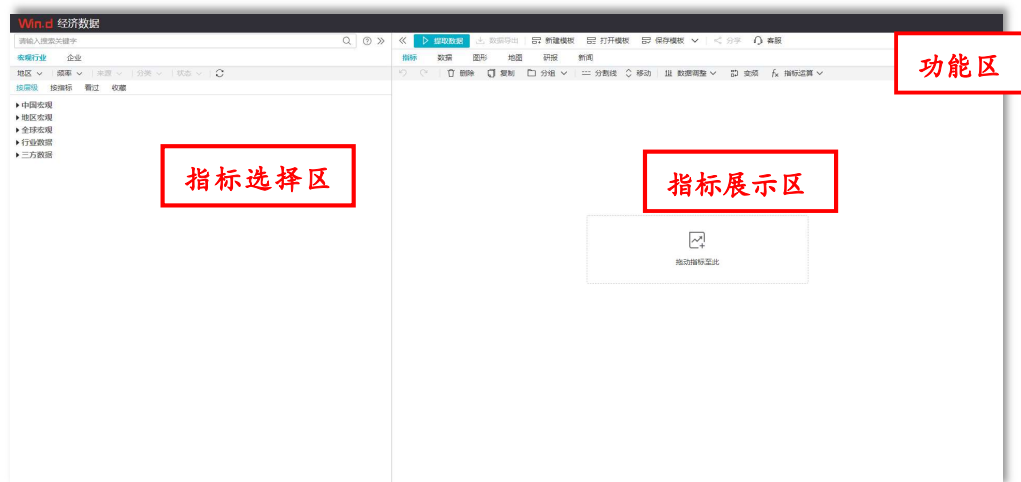 Win.d 经济数据
请输入搜索关键字
提取数据 数据导出 新建模板 打开模板 保存模板 分享 客服
宏观行业 企业
指标 数据 图形 地图 研报 新闻
功能区
地区 频率 来源 分类 状态
删除 复制 分组 分割线 移动 数据调整 变频 fx 指标运算
按层级 按指标 看过 收藏
中国宏观
地区宏观
全球宏观
行业数据
三方数据
指标选择区
指标展示区
拖动指标至此